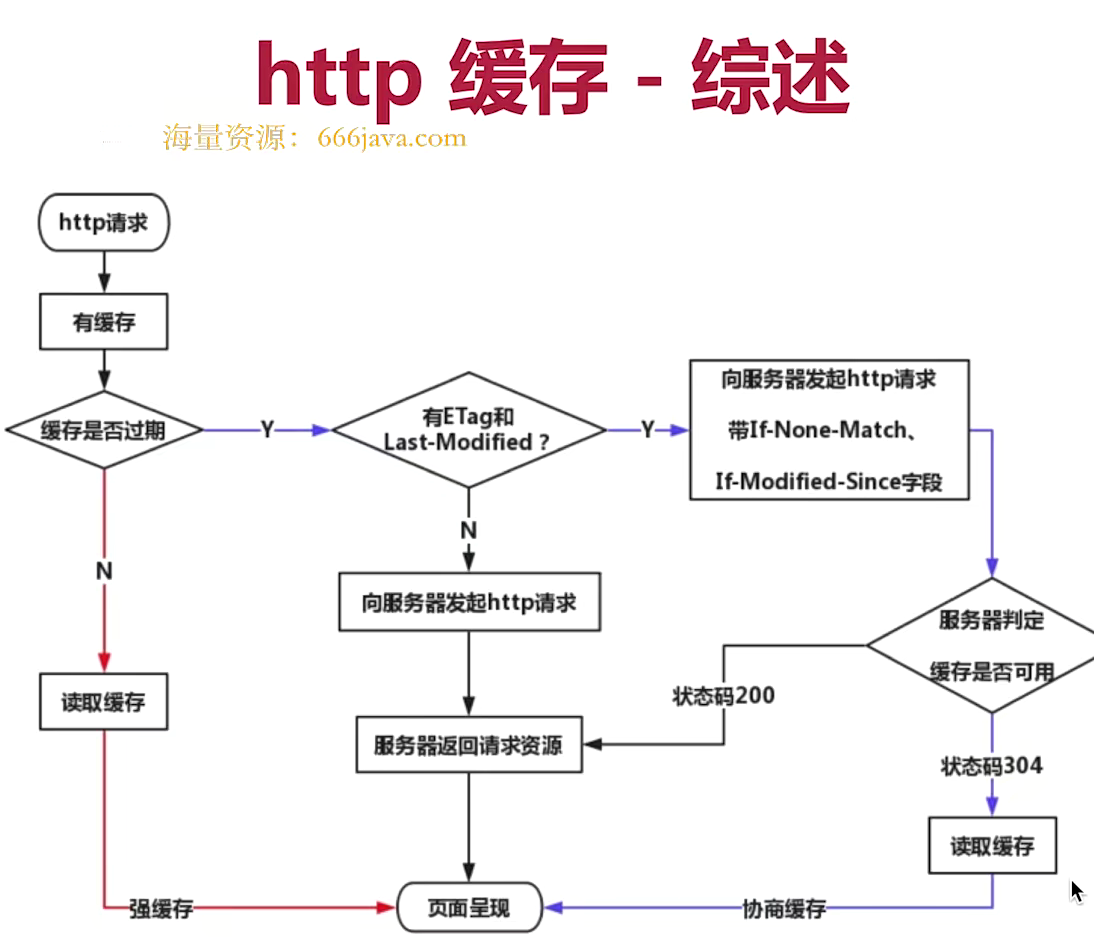 http 缓存 - 综述
海量资源：666java.com
http请求
有缓存
缓存是否过期
Y
有ETag和
Last-Modified？
Y
向服务器发起http请求
带If-None-Match、
If-Modified-Since字段
N
N
向服务器发起http请求
服务器判定
缓存是否可用
读取缓存
状态码200
服务器返回请求资源
状态码304
读取缓存
强缓存
页面呈现
协商缓存